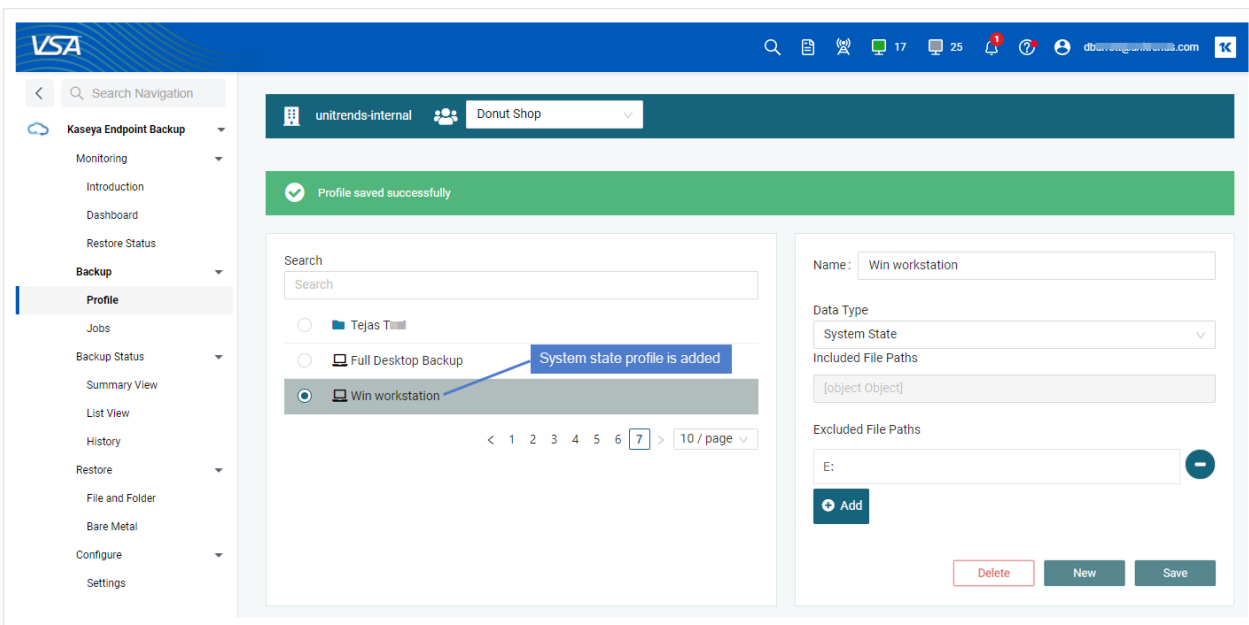 VSA
17
25
1
Search Navigation
Kaseya Endpoint Backup
Monitoring
Introduction
Dashboard
Restore Status
Backup
Profile
Jobs
Backup Status
Summary View
List View
History
Restore
File and Folder
Bare Metal
Configure
Settings
unitrends-internal
Donut Shop
Profile saved successfully
Search
Search
Tejas
Full Desktop Backup
System state profile is added
Win workstation
< 1 2 3 4 5 6 7 > 10 / page
Name : Win workstation
Data Type
System State
Included File Paths
[object Object]
Excluded File Paths
E:
Add
Delete New Save